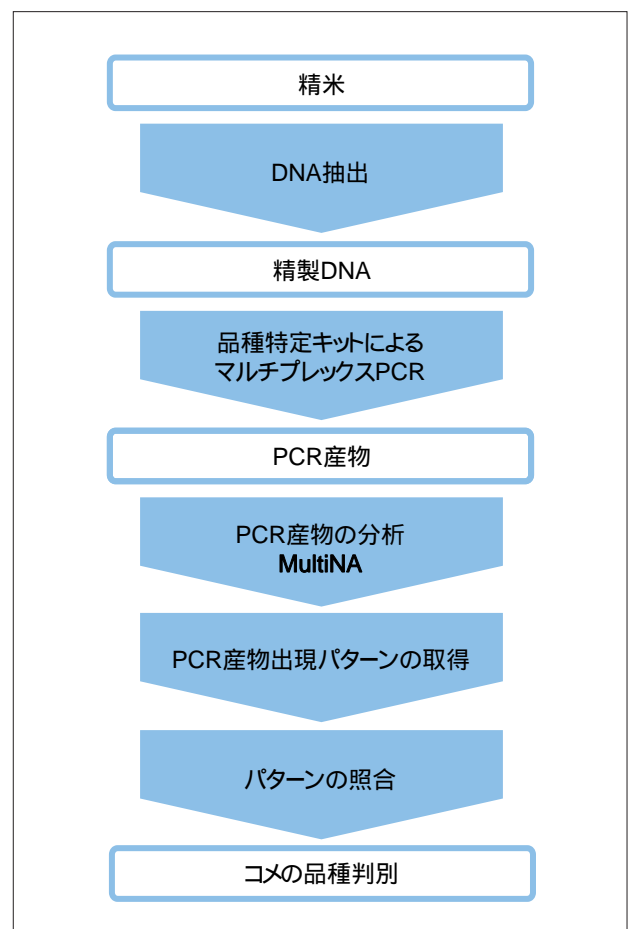 精米
DNA抽出
精製DNA
品種特定キットによる
マルチプレックスPCR
PCR産物
PCR産物の分析
MultiNA
PCR産物出現パターンの取得
パターンの照合
コメの品種判別